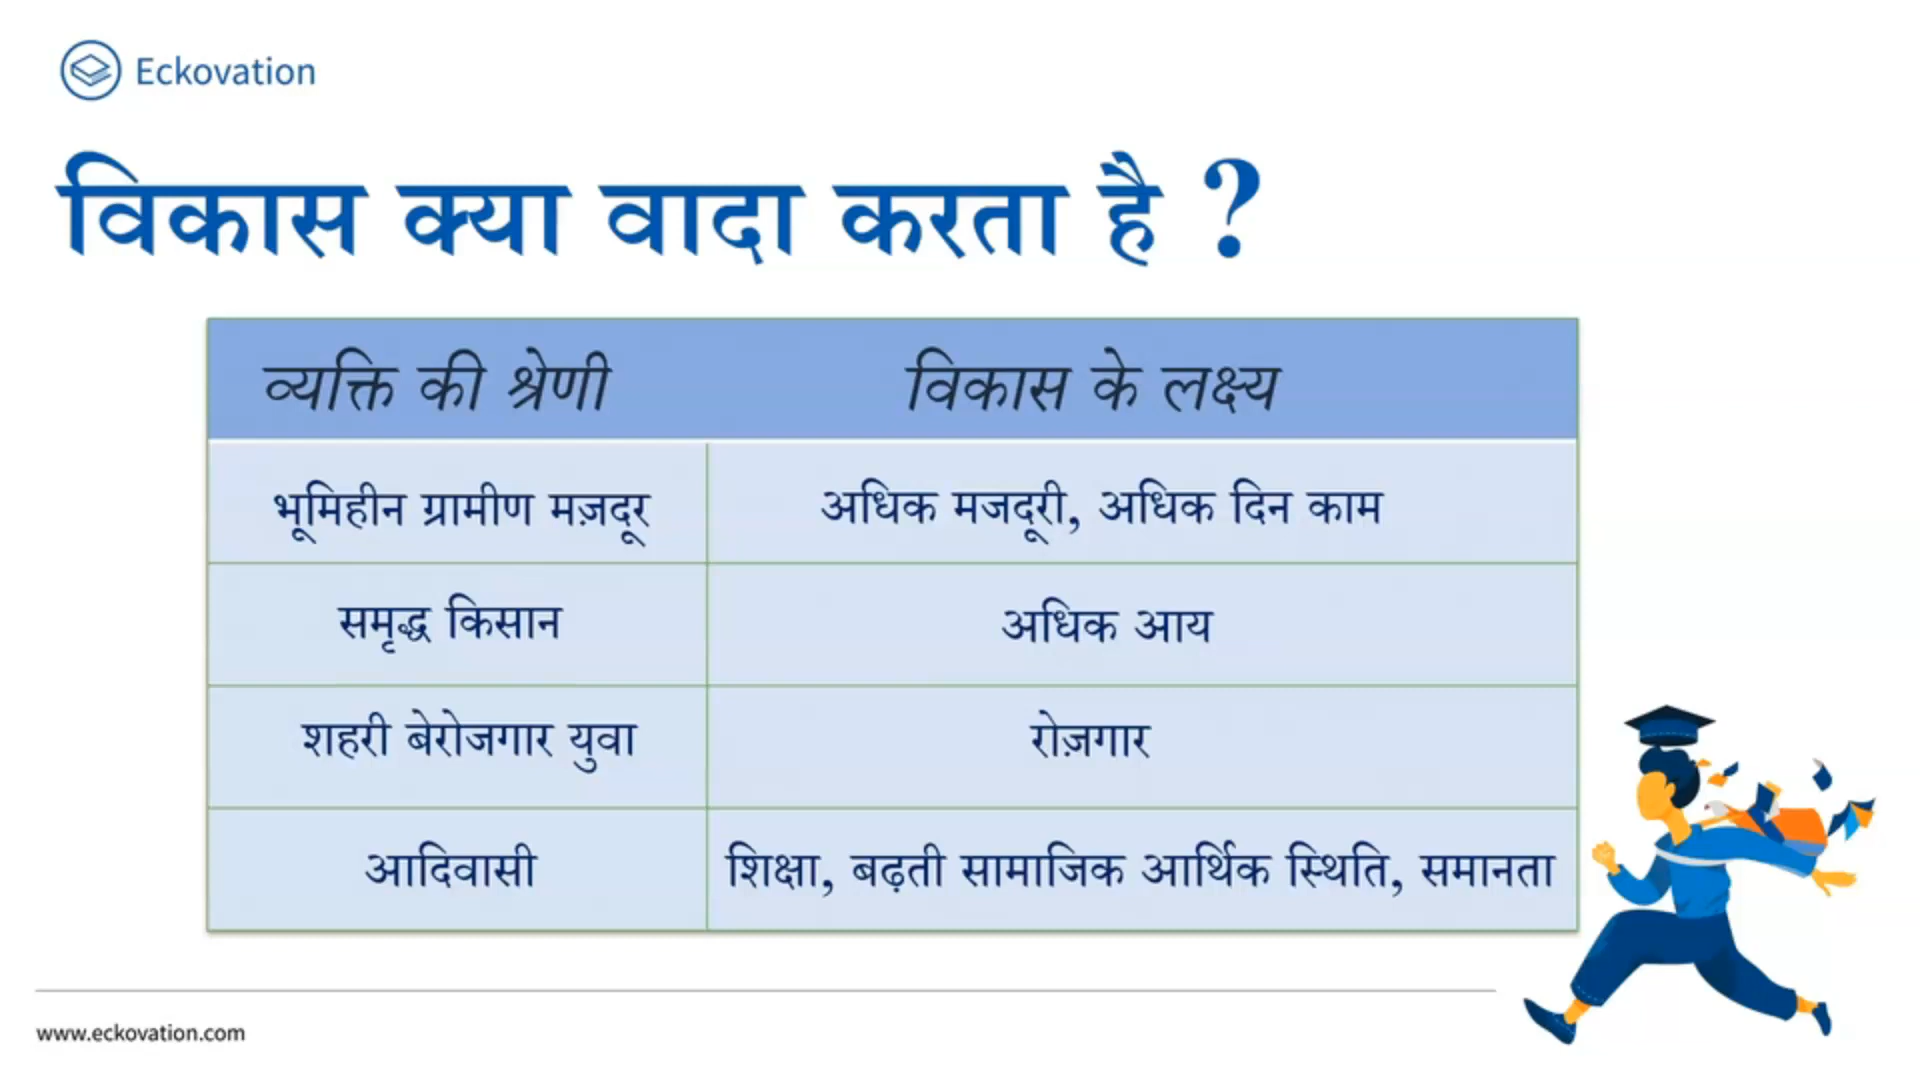 Eckovation
विकास क्या वादा करता है ?
व्यक्ति की श्रेणी विकास के लक्ष्य
भूमिहीन ग्रामीण मज़दूर अधिक मजदूरी, अधिक दिन काम
समृद्ध किसान अधिक आय
शहरी बेरोजगार युवा रोज़गार
आदिवासी शिक्षा, बढ़ती सामाजिक आर्थिक स्थिति, समानता
www.eckovation.com